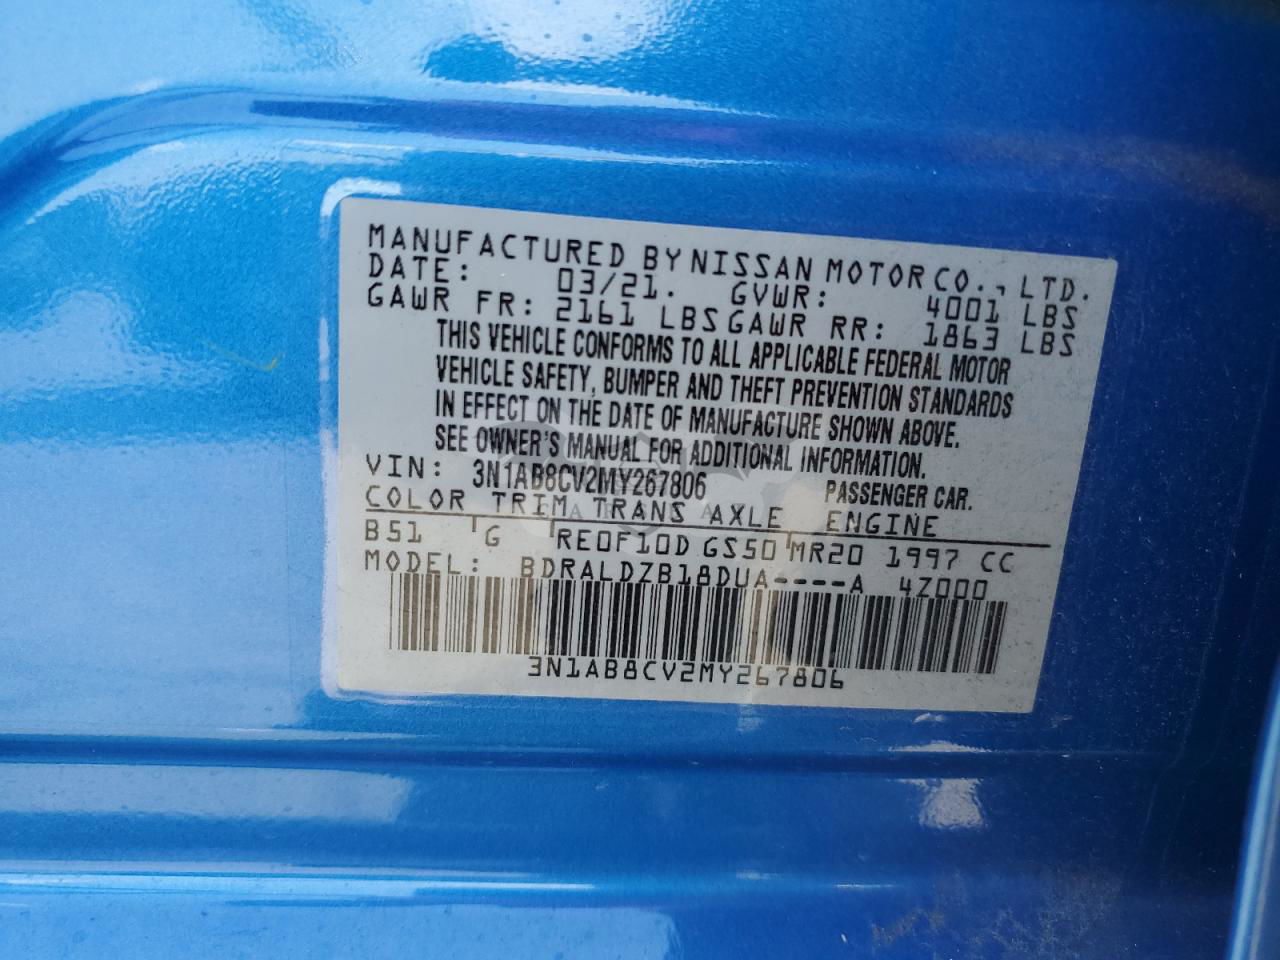 MANUFACTURED BY NISSAN MOTOR CO., LTD.
DATE: 03/21. GVWR: 4001 LBS
GAWR FR: 2161 LBS GAWR RR: 1863 LBS
THIS VEHICLE CONFORMS TO ALL APPLICABLE FEDERAL MOTOR
VEHICLE SAFETY, BUMPER AND THEFT PREVENTION STANDARDS
IN EFFECT ON THE DATE OF MANUFACTURE SHOWN ABOVE.
SEE OWNER'S MANUAL FOR ADDITIONAL INFORMATION.
VIN: 3N1AB8CV2MY267806 PASSENGER CAR.
COLOR TRIM TRANS AXLE ENGINE
B51 G RE0F10D GS50 MR20 1997 CC
MODEL: BDRALDZB18DUA----A 4Z000
3N1AB8CV2MY267806